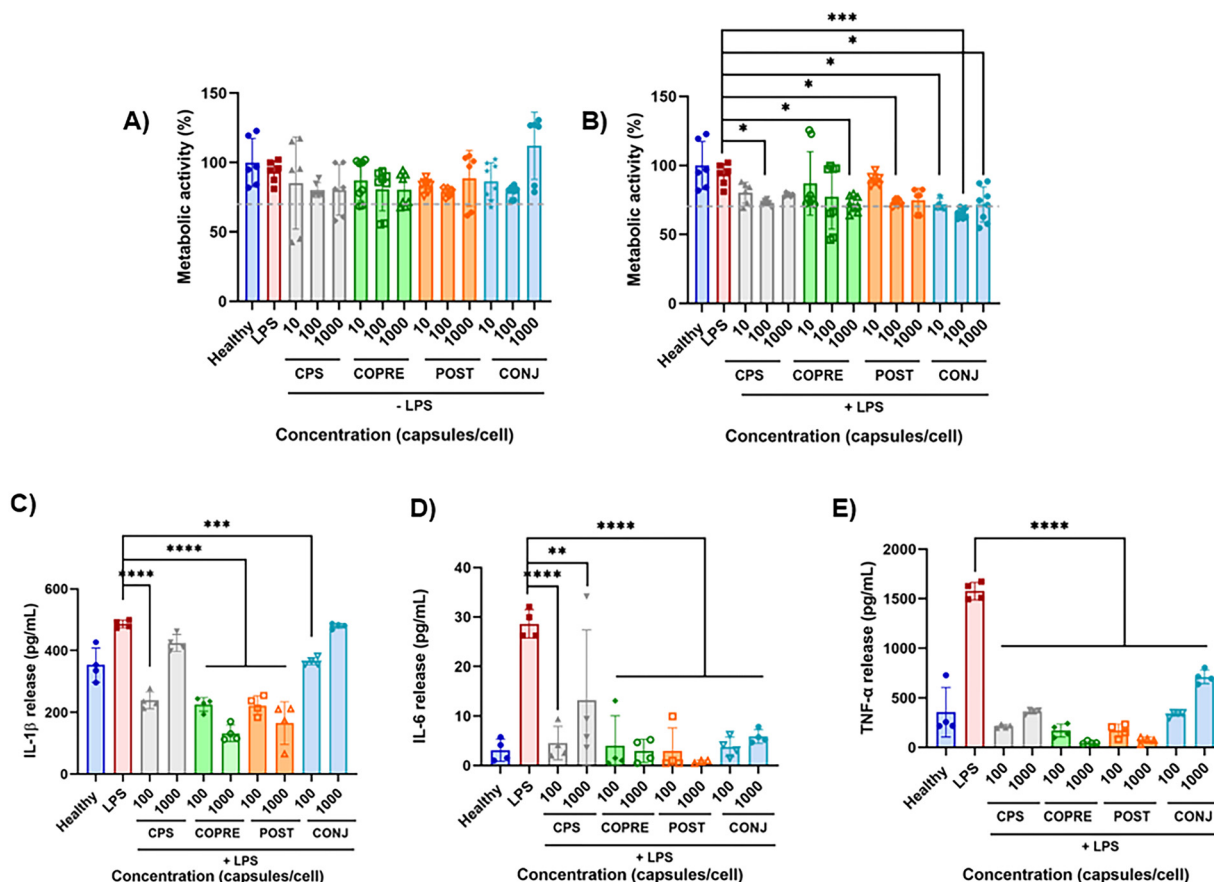 A)
Metabolic activity (%)
150
100
50
0
Healthy LPS 10 100 1000 10 100 1000 10 100 1000 10 100 1000
CPS COPRE POST CONJ
- LPS
Concentration (capsules/cell)
B)
Metabolic activity (%)
***
*
*
*
*
*
150
100
50
0
Healthy LPS 10 100 1000 10 100 1000 10 100 1000 10 100 1000
CPS COPRE POST CONJ
+ LPS
Concentration (capsules/cell)
C)
IL-1β release (pg/mL)
***
****
****
600
400
200
0
Healthy LPS 100 1000 100 1000 100 1000 100 1000
CPS COPRE POST CONJ
+ LPS
Concentration (capsules/cell)
D)
IL-6 release (pg/mL)
****
**
****
40
30
20
10
0
Healthy LPS 100 1000 100 1000 100 1000 100 1000
CPS COPRE POST CONJ
+ LPS
Concentration (capsules/cell)
E)
TNF-α release (pg/mL)
****
2000
1500
1000
500
0
Healthy LPS 100 1000 100 1000 100 1000 100 1000
CPS COPRE POST CONJ
+ LPS
Concentration (capsules/cell)